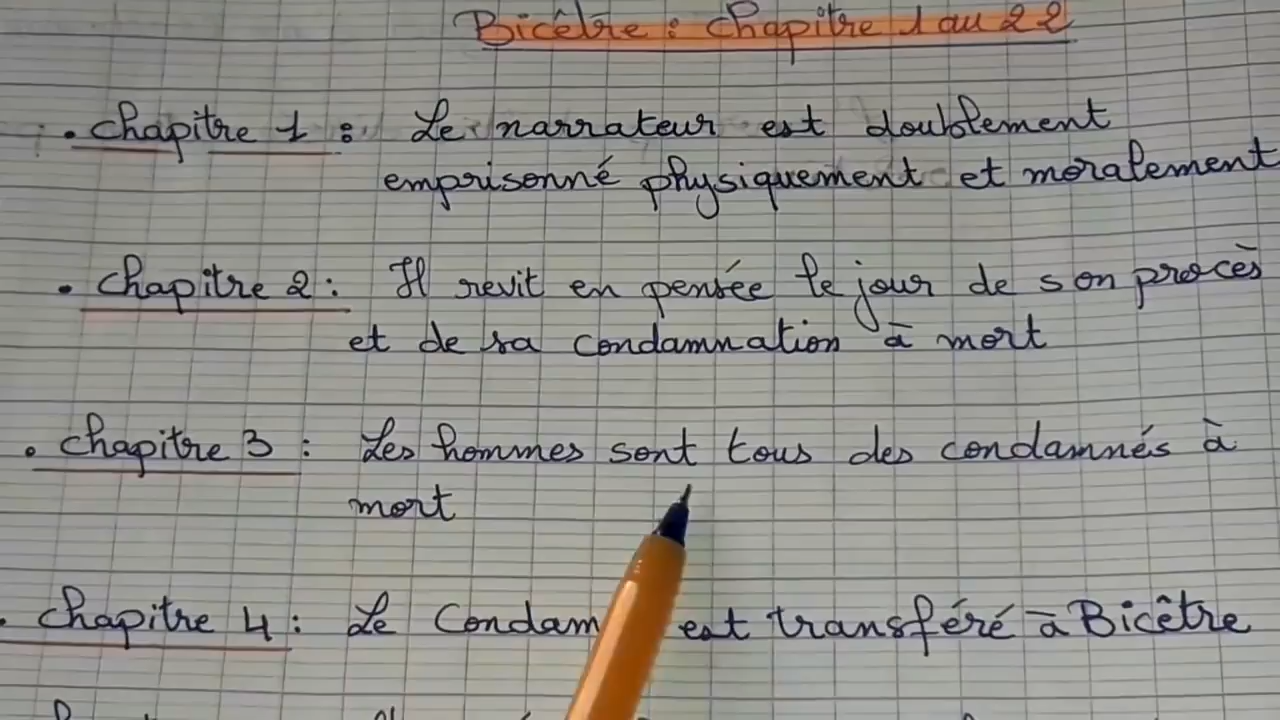 Bicêtre : chapitre 1 au 22
. chapitre 1 : Le narrateur est doublement
emprisonné physiquement et moralement
. chapitre 2 : Il revit en pensée le jour de son procès
et de sa condamnation à mort
. chapitre 3 : Les hommes sont tous des condamnés à
mort
. chapitre 4 : Le Condam est transféré à Bicêtre